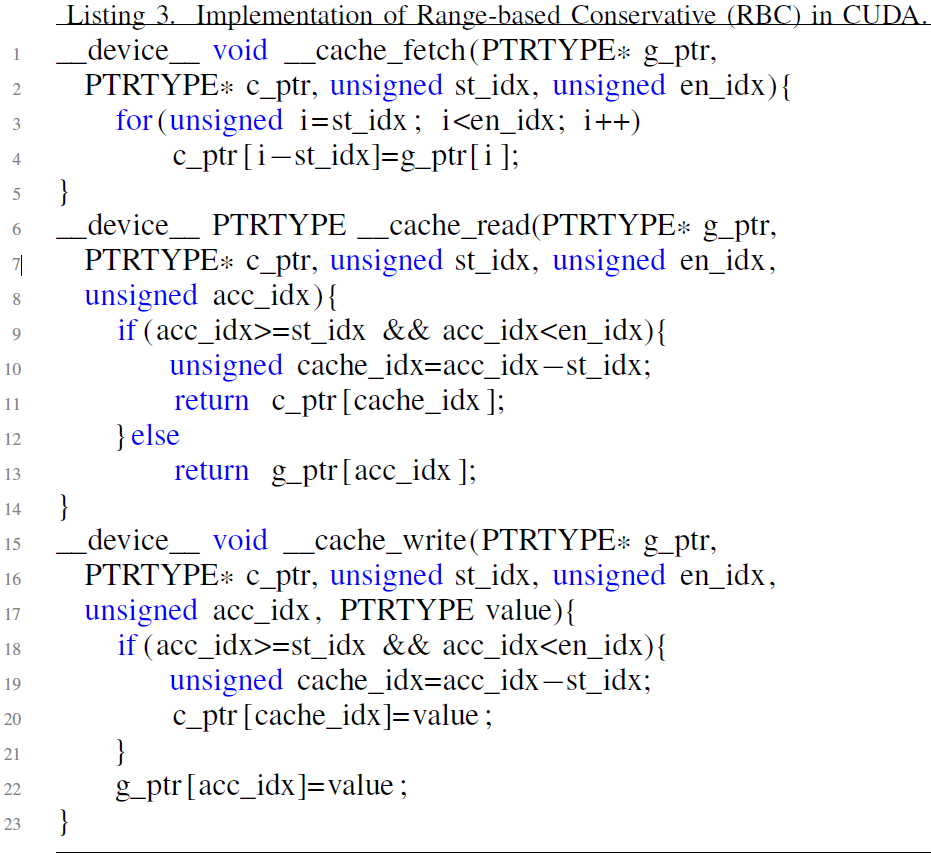 Listing 3. Implementation of Range-based Conservative (RBC) in CUDA.
1 __device__ void __cache_fetch(PTRTYPE* g_ptr,
2 PTRTYPE* c_ptr, unsigned st_idx, unsigned en_idx){
3 for(unsigned i=st_idx; i<en_idx; i++)
4 c_ptr[i-st_idx]=g_ptr[i];
5 }
6 __device__ PTRTYPE __cache_read(PTRTYPE* g_ptr,
7 PTRTYPE* c_ptr, unsigned st_idx, unsigned en_idx,
8 unsigned acc_idx){
9 if(acc_idx>=st_idx && acc_idx<en_idx){
10 unsigned cache_idx=acc_idx-st_idx;
11 return c_ptr[cache_idx];
12 }else
13 return g_ptr[acc_idx];
14 }
15 __device__ void __cache_write(PTRTYPE* g_ptr,
16 PTRTYPE* c_ptr, unsigned st_idx, unsigned en_idx,
17 unsigned acc_idx, PTRTYPE value){
18 if(acc_idx>=st_idx && acc_idx<en_idx){
19 unsigned cache_idx=acc_idx-st_idx;
20 c_ptr[cache_idx]=value;
21 }
22 g_ptr[acc_idx]=value;
23 }